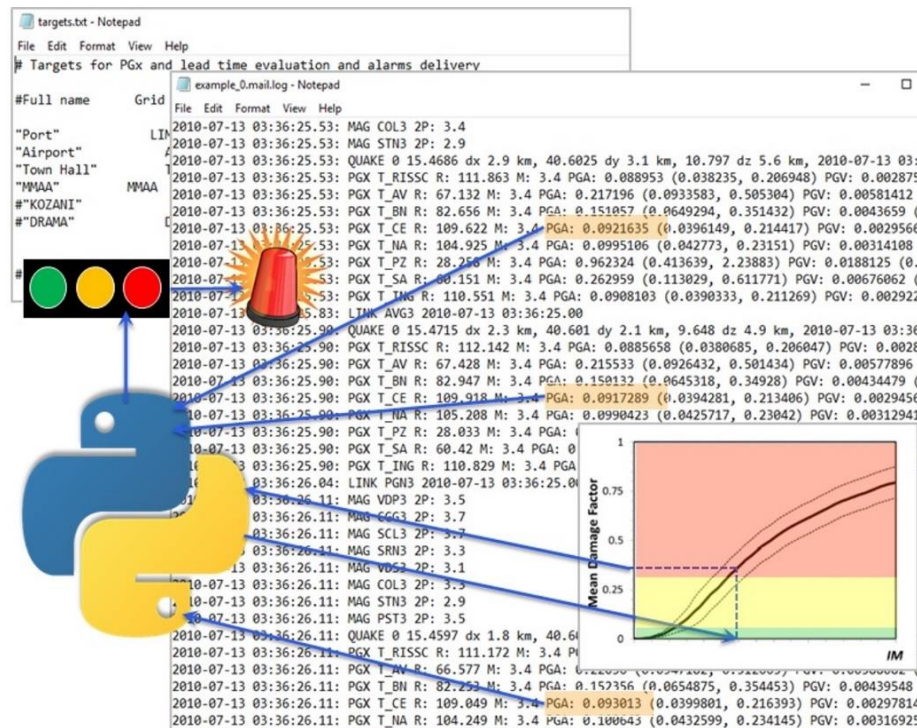 targets.txt - Notepad
File Edit Format View Help
# Targets for PGx and lead time evaluation and alarms delivery
#Full name Grid
"Port" LIN
"Airport" A
"Town Hall" T
"MMAA" MMAA
#"KOZANI"
#"DRAMA" D
#
example_0.mail.log - Notepad
File Edit Format View Help
2010-07-13 03:36:25.53: MAG COL3 2P: 3.4
2010-07-13 03:36:25.53: MAG STN3 2P: 2.9
2010-07-13 03:36:25.53: QUAKE 0 15.4686 dx 2.9 km, 40.6025 dy 3.1 km, 10.797 dz 5.6 km, 2010-07-13 03:
2010-07-13 03:36:25.53: PGX T_RISSC R: 111.863 M: 3.4 PGA: 0.088953 (0.038235, 0.206948) PGV: 0.002875
2010-07-13 03:36:25.53: PGX T_AV R: 67.132 M: 3.4 PGA: 0.217196 (0.0933583, 0.505304) PGV: 0.00581412
2010-07-13 03:36:25.53: PGX T_BN R: 82.656 M: 3.4 PGA: 0.151057 (0.0649294, 0.351432) PGV: 0.0043659
PGX T_CE R: 109.622 M: 3.4 PGA: 0.0921635 (0.0396149, 0.214417) PGV: 0.0029566
PGX T_NA R: 104.925 M: 3.4 PGA: 0.0995106 (0.042773, 0.23151) PGV: 0.00314108
.53: PGX T_PZ R: 28.256 M: 3.4 PGA: 0.962324 (0.413639, 2.23883) PGV: 0.0188125
.53: PGX T_SA R: 60.151 M: 3.4 PGA: 0.262959 (0.113029, 0.611771) PGV: 0.00676062
.53: PGX T_ING R: 110.551 M: 3.4 PGA: 0.0908103 (0.0390333, 0.211269) PGV: 0.002922
.83: LINK AVG3 2010-07-13 03:36:25.00
2010-07-13 03:36:25.90: QUAKE 0 15.4715 dx 2.3 km, 40.601 dy 2.1 km, 9.648 dz 4.9 km, 2010-07-13 03:36
2010-07-13 03:36:25.90: PGX T_RISSC R: 112.142 M: 3.4 PGA: 0.0885658 (0.0380685, 0.206047) PGV: 0.0028
2010-07-13 03:36:25.90: PGX T_AV R: 67.428 M: 3.4 PGA: 0.215533 (0.0926432, 0.501434) PGV: 0.00577896
03:36:25.90: PGX T_BN R: 82.947 M: 3.4 PGA: 0.150132 (0.0645318, 0.34928) PGV: 0.00434479
03:36:25.90: PGX T_CE R: 109.918 M: 3.4 PGA: 0.0917289 (0.0394281, 0.213406) PGV: 0.0029456
03:36:25.90: PGX T_NA R: 105.208 M: 3.4 PGA: 0.0990423 (0.0425717, 0.23042) PGV: 0.00312941
03:36:25.90: PGX T_PZ R: 28.033 M: 3.4 PGA:
03:36:25.90: PGX T_SA R: 60.42 M: 3.4 PGA: 0
03:36:25.90: PGX T_ING R: 110.829 M: 3.4 PGA
03:36:26.04: LINK PGN3 2010-07-13 03:36:25.00
03:36:26.11: MAG VDP3 2P: 3.5
03:36:26.11: MAG CGG3 2P: 3.7
03:36:26.11: MAG SCL3 2P: 3.7
03:36:26.11: MAG SRN3 2P: 3.3
03:36:26.11: MAG VDS3 2P: 3.1
03:36:26.11: MAG COL3 2P: 3.3
03:36:26.11: MAG STN3 2P: 2.9
03:36:26.11: MAG PST3 2P: 3.5
2010-07-13 03:36:26.11: QUAKE 0 15.4597 dx 1.8 km, 40.60
2010-07-13 03:36:26.11: PGX T_RISSC R: 111.172 M: 3.4 P
03:36:26.11: PGX T_AV R: 66.577 M: 3.4 PGA:
2010-07-13 03:36:26.11: PGX T_BN R: 82.253 M: 3.4 PGA: 0.152356 (0.0654875, 0.354453) PGV: 0.00439548
2010-07-13 03:36:26.11: PGX T_CE R: 109.049 M: 3.4 PGA: 0.093013 (0.0399801, 0.216393) PGV: 0.0029781
2010-07-13 03:36:26.11: PGX T_NA R: 104.249 M: 3.4 PGA: 0.100643 (0.0432599, 0.234145) PGV: 0.00316933
Mean Damage Factor
1
0.75
0.5
0.25
0
IM